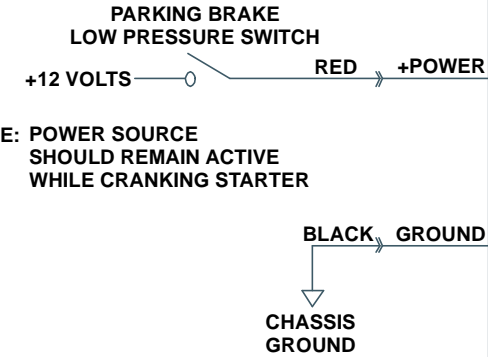 PARKING BRAKE
LOW PRESSURE SWITCH
RED
+POWER
+12 VOLTS
E: POWER SOURCE
SHOULD REMAIN ACTIVE
WHILE CRANKING STARTER
BLACK
GROUND
CHASSIS
GROUND